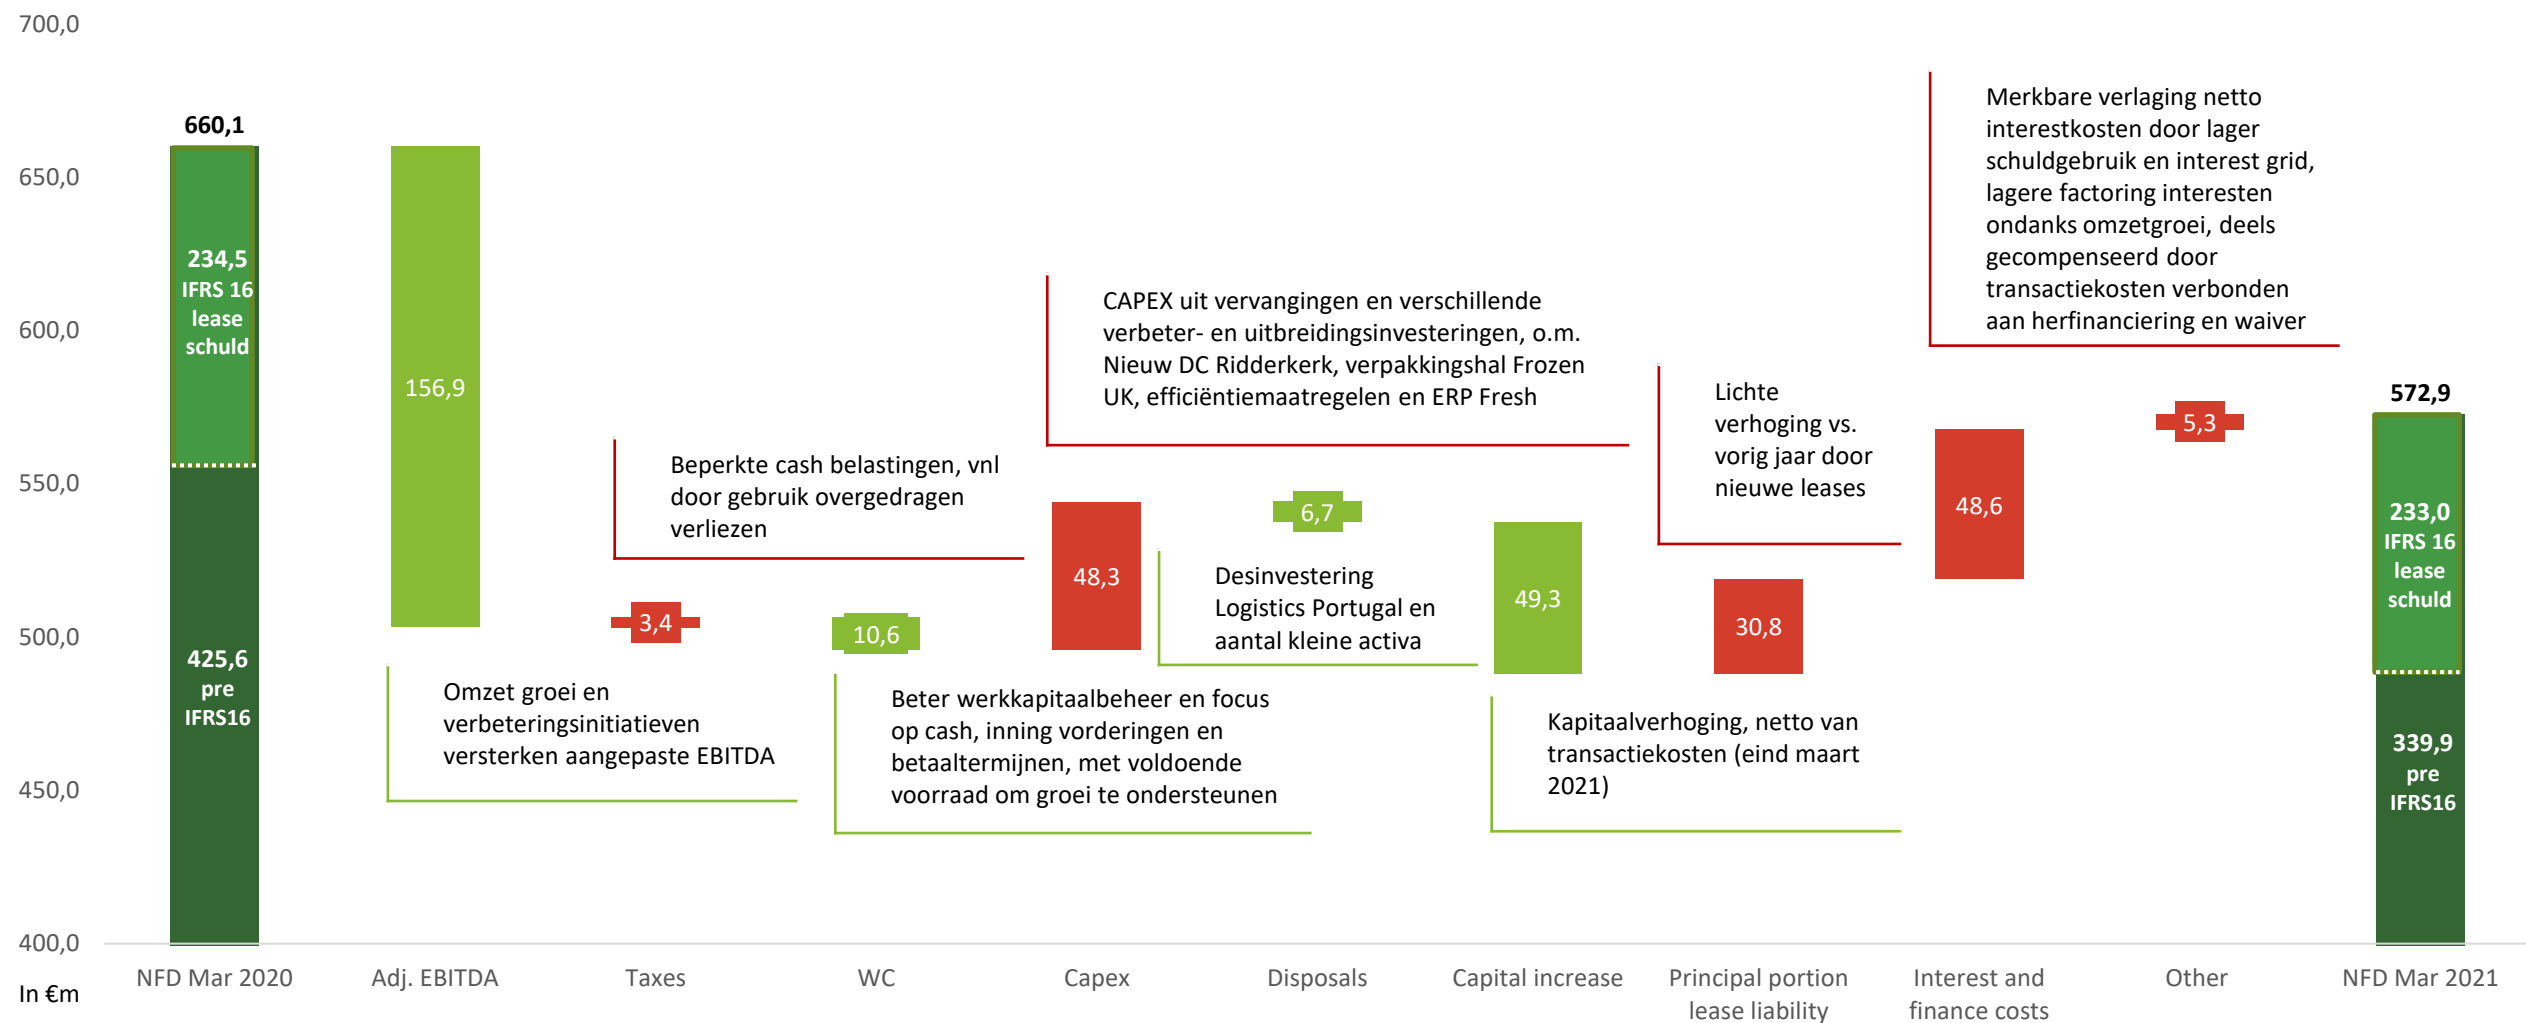 700,0
650,0
600,0
550,0
500,0
450,0
400,0
In €m
660,1
234,5
IFRS 16
lease
schuld
425,6
pre
IFRS16
156,9
Omzet groei en
verbeteringsinitiatieven
versterken aangepaste EBITDA
3,4
Beperkte cash belastingen, vnl
door gebruik overgedragen
verliezen
10,6
Beter werkkapitaalbeheer en focus
op cash, inning vorderingen en
betaaltermijnen, met voldoende
voorraad om groei te ondersteunen
48,3
CAPEX uit vervangingen en verschillende
verbeter- en uitbreidingsinvesteringen, o.m.
Nieuw DC Ridderkerk, verpakkingshal Frozen
UK, efficiëntiemaatregelen en ERP Fresh
6,7
Desinvestering
Logistics Portugal en
aantal kleine activa
49,3
Kapitaalverhoging, netto van
transactiekosten (eind maart
2021)
30,8
Lichte
verhoging vs.
vorig jaar door
nieuwe leases
48,6
Merkbare verlaging netto
interestkosten door lager
schuldgebruik en interest grid,
lagere factoring interesten
ondanks omzetgroei, deels
gecompenseerd door
transactiekosten verbonden
aan herfinanciering en waiver
5,3
572,9
233,0
IFRS 16
lease
schuld
339,9
pre
IFRS16
NFD Mar 2020
Adj. EBITDA
Taxes
WC
Capex
Disposals
Capital increase
Principal portion
lease liability
Interest and
finance costs
Other
NFD Mar 2021